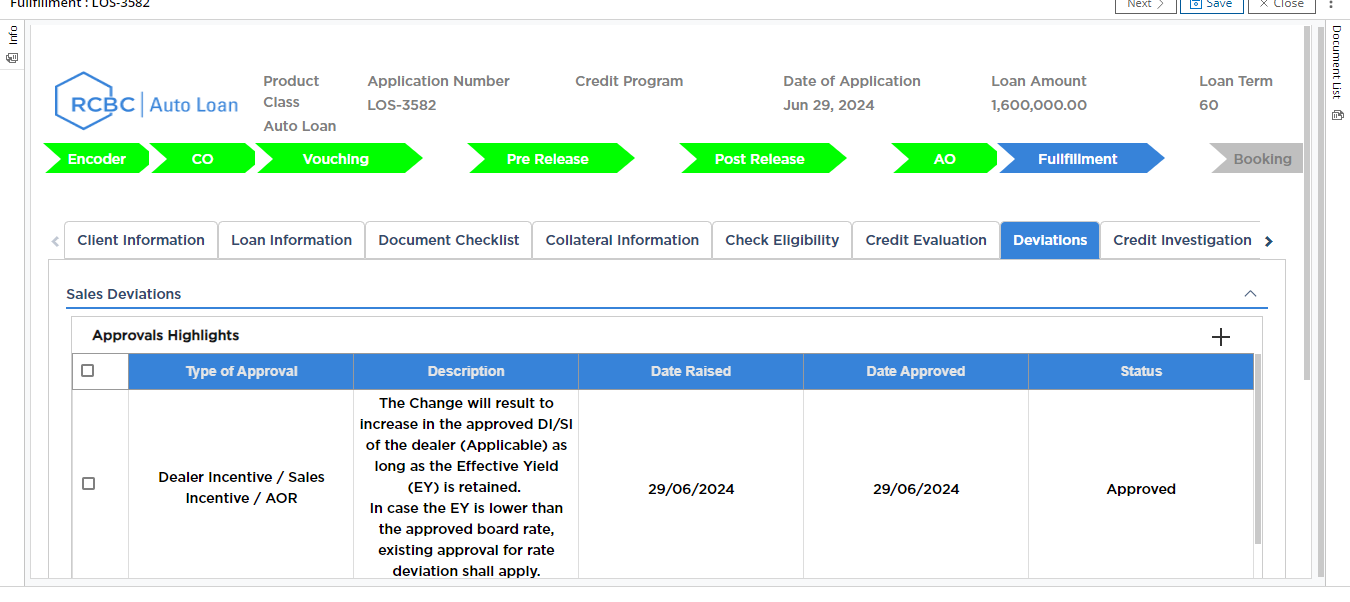 Fullfillment : LOS-3582
Next
Save
Close
Info
Document List
RCBC | Auto Loan
Product Class
Auto Loan
Application Number
LOS-3582
Credit Program
Date of Application
Jun 29, 2024
Loan Amount
1,600,000.00
Loan Term
60
Encoder
CO
Vouching
Pre Release
Post Release
AO
Fullfillment
Booking
Client Information
Loan Information
Document Checklist
Collateral Information
Check Eligibility
Credit Evaluation
Deviations
Credit Investigation
Sales Deviations
Approvals Highlights
Type of Approval
Description
Date Raised
Date Approved
Status
Dealer Incentive / Sales
Incentive / AOR
The Change will result to
increase in the approved DI/SI
of the dealer (Applicable) as
long as the Effective Yield
(EY) is retained.
In case the EY is lower than
the approved board rate,
existing approval for rate
deviation shall apply.
29/06/2024
29/06/2024
Approved